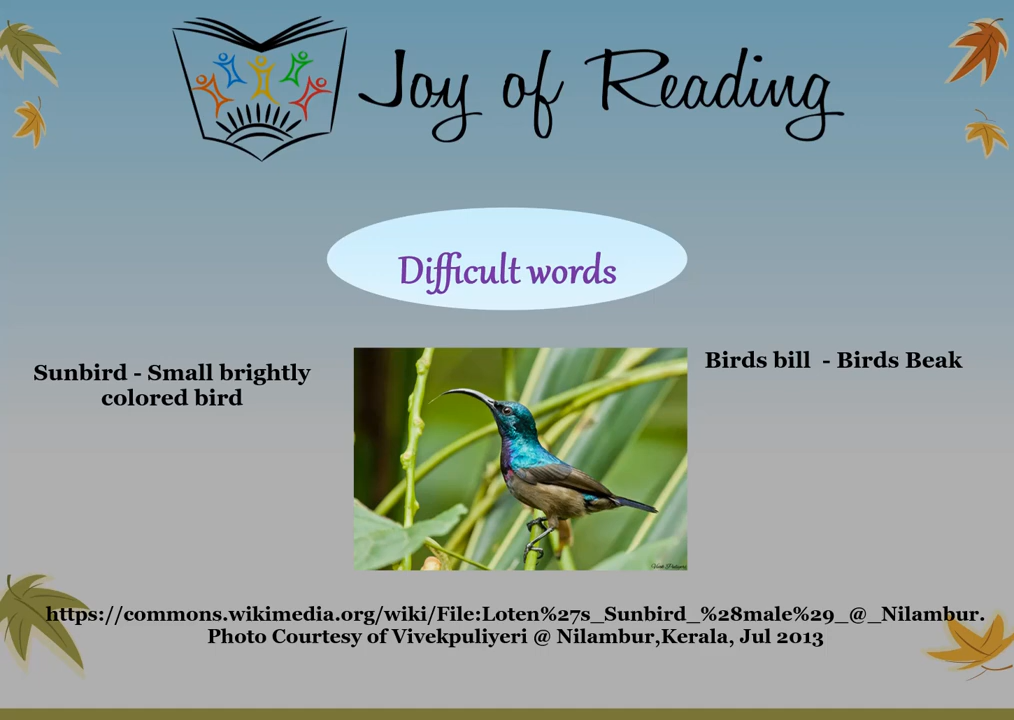 Joy of Reading
Difficult words
Sunbird - Small brightly
colored bird
Birds bill - Birds Beak
https://commons.wikimedia.org/wiki/File:Loten%27s_Sunbird_%28male%29_@_Nilambur.
Photo Courtesy of Vivekpuliyeri @ Nilambur,Kerala, Jul 2013